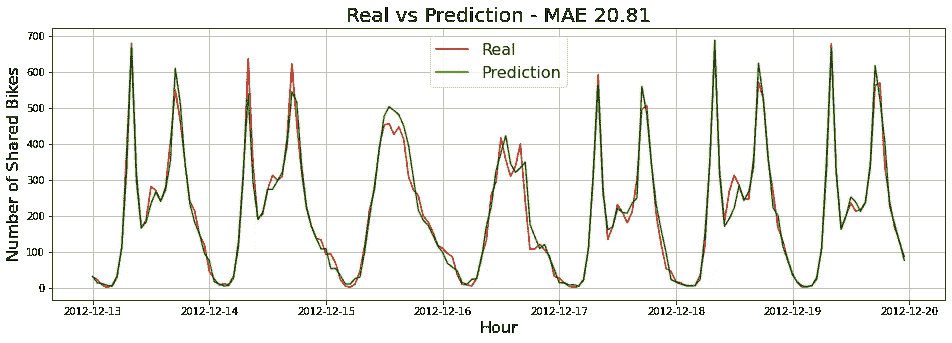 Real vs Prediction - MAE 20.81
Real
Prediction
Number of Shared Bikes
700
600
500
400
300
200
100
0
2012-12-13 2012-12-14 2012-12-15 2012-12-16 2012-12-17 2012-12-18 2012-12-19 2012-12-20
Hour